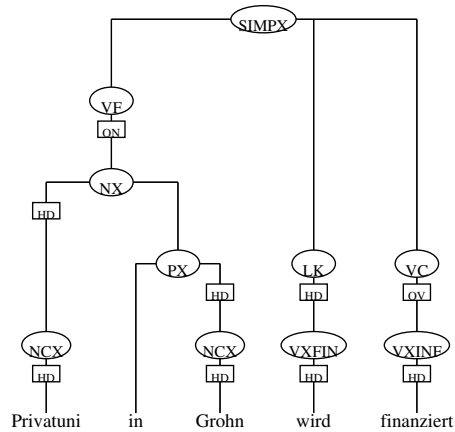 SIMPX
VF
ON
NX
HD
PX LK VC
HD HD OV
NCX NCX VXFIN VXINF
HD HD HD HD
Privatuni in Grohn wird finanziert